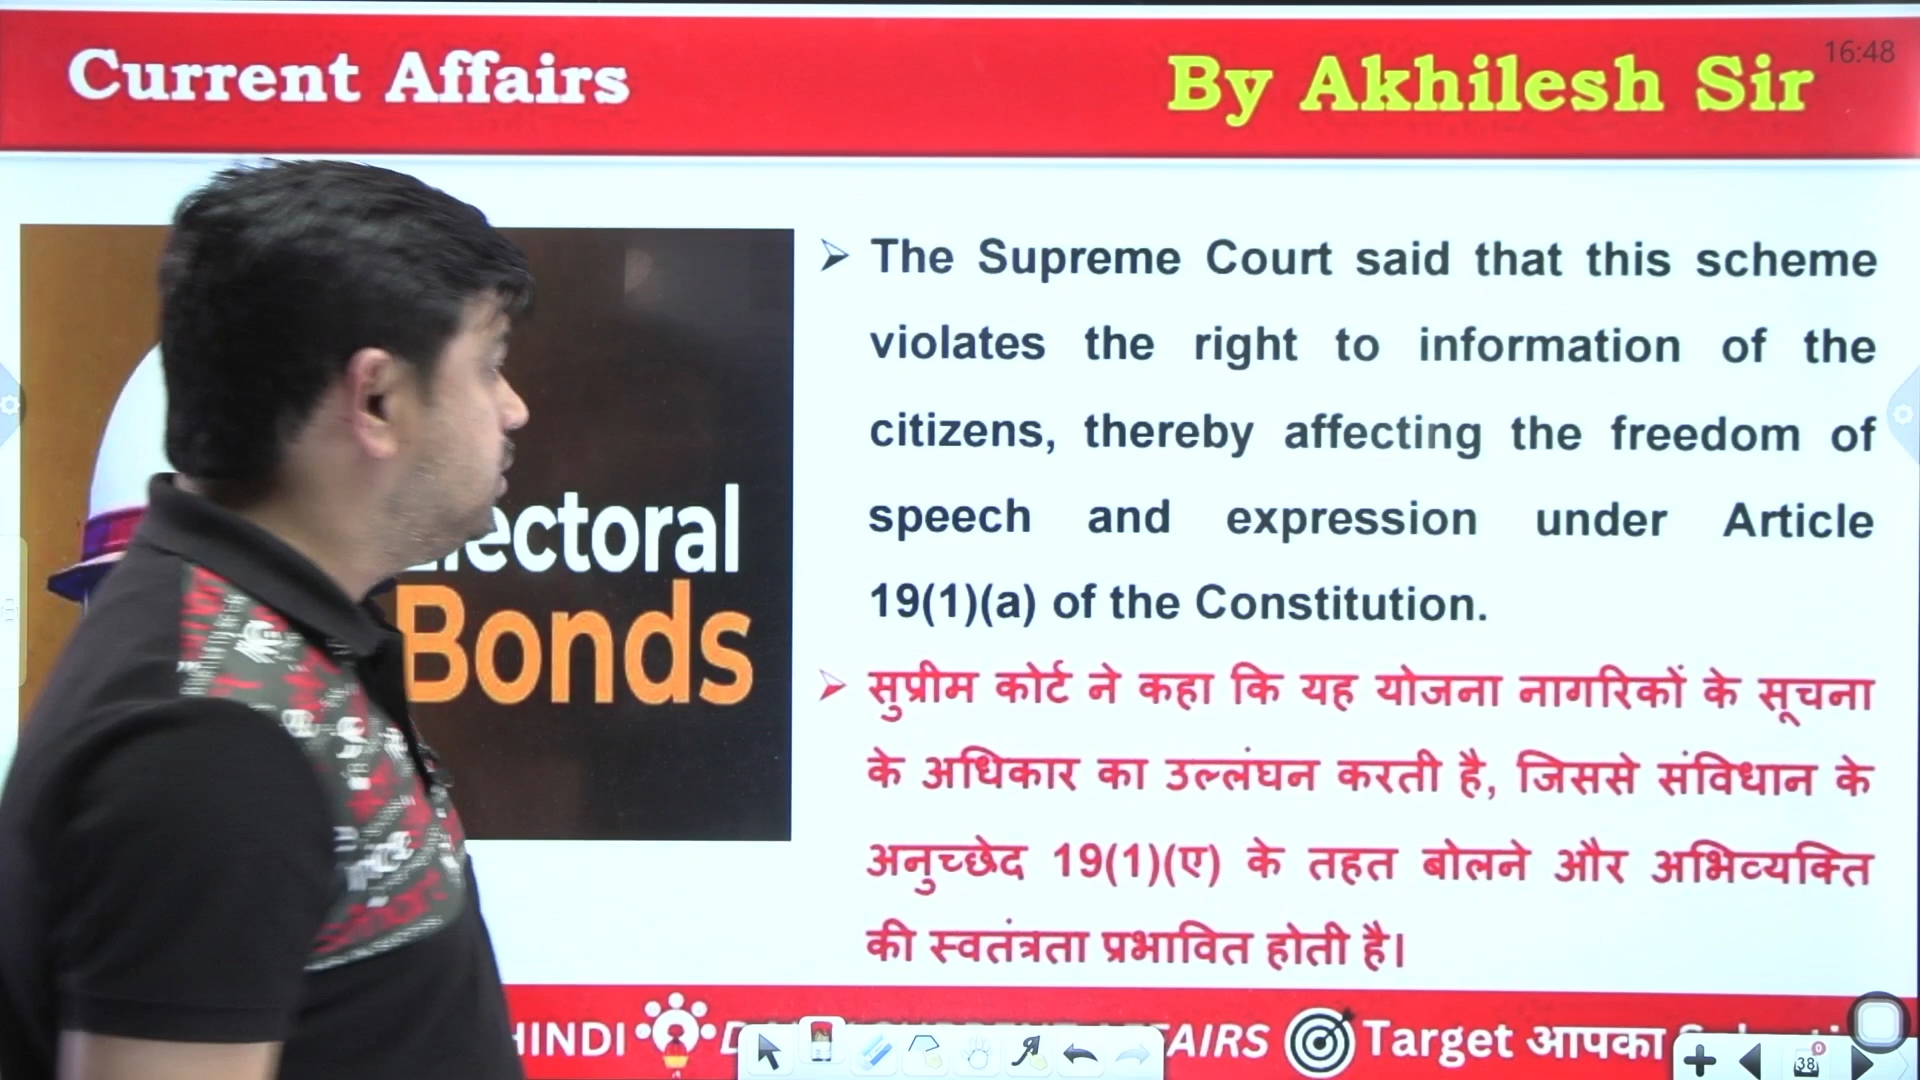 Current Affairs
By Akhilesh Sir
16:48
The Supreme Court said that this scheme
violates the right to information of the
citizens, thereby affecting the freedom of
speech and expression under Article
19(1)(a) of the Constitution.
सुप्रीम कोर्ट ने कहा कि यह योजना नागरिकों के सूचना
के अधिकार का उल्लंघन करती है, जिससे संविधान के
अनुच्छेद 19(1)(ए) के तहत बोलने और अभिव्यक्ति
की स्वतंत्रता प्रभावित होती है।
Bonds
Target आपका
38
0